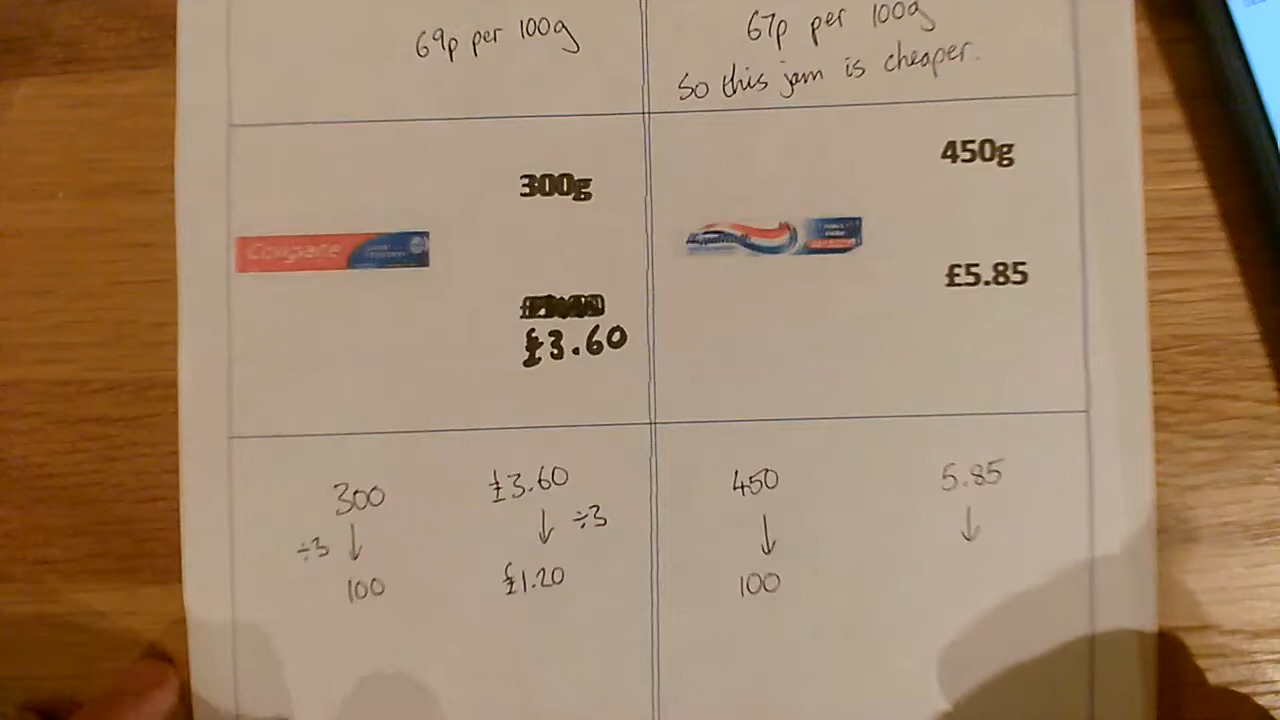 69p per 100g
67p per 100g
So this jam is cheaper.
300g
£3.60
450g
£5.85
Colgate
300
£3.60
÷3 ↓
↓ ÷3
100
£1.20
450
5.85
↓
↓
100